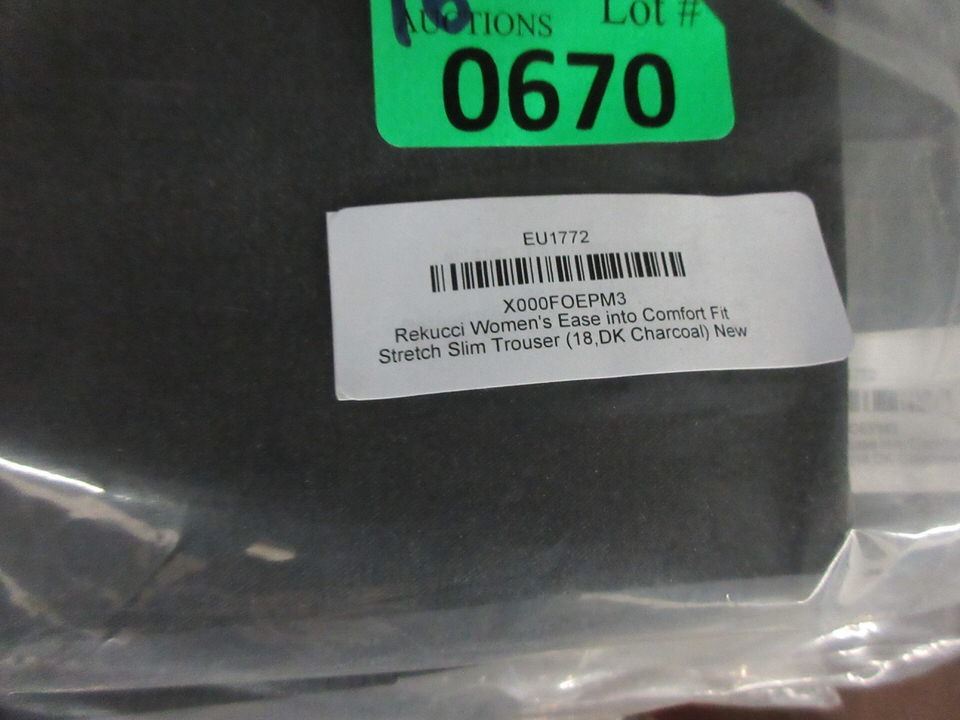 AUCTIONS Lot #
0670
EU1772
X000FOEPM3
Rekucci Women's Ease into Comfort Fit
Stretch Slim Trouser (18,DK Charcoal) New